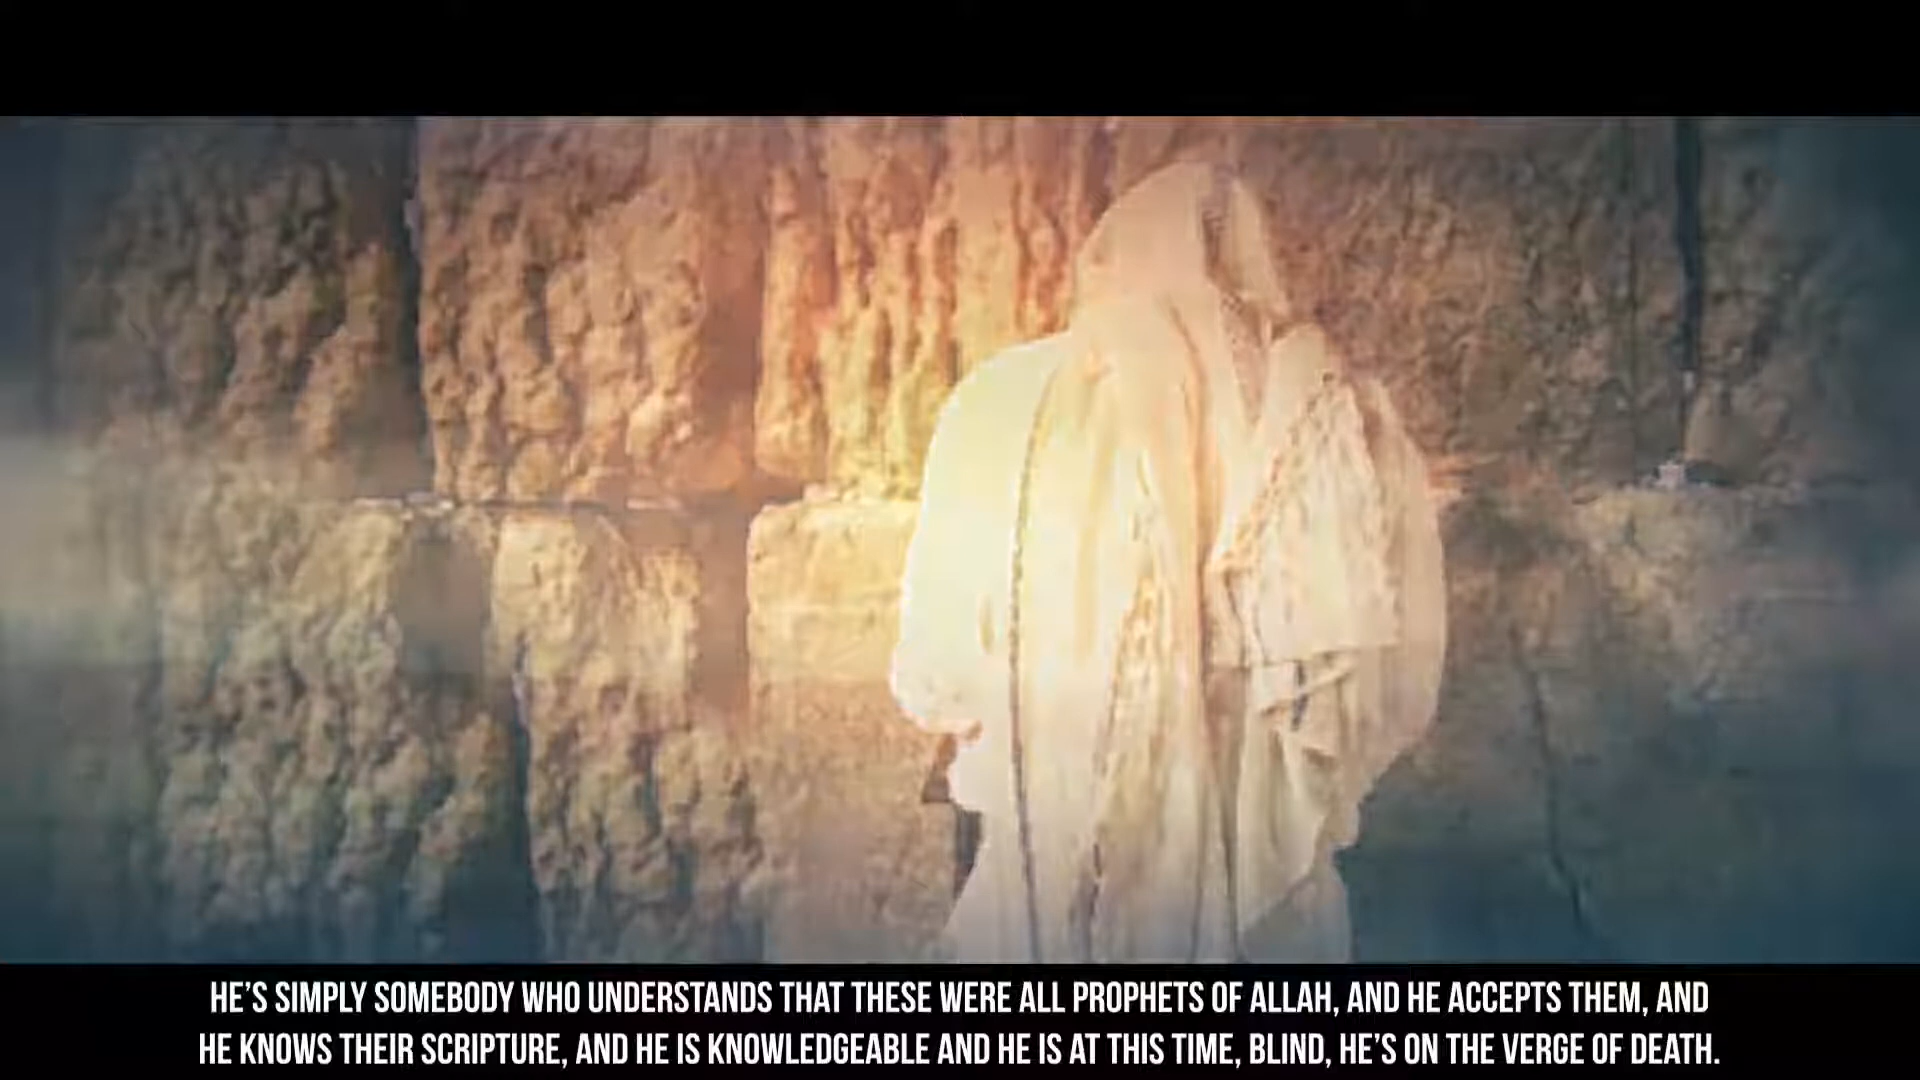 HE'S SIMPLY SOMEBODY WHO UNDERSTANDS THAT THESE WERE ALL PROPHETS OF ALLAH, AND HE ACCEPTS THEM, AND
HE KNOWS THEIR SCRIPTURE, AND HE IS KNOWLEDGEABLE AND HE IS AT THIS TIME, BLIND, HE'S ON THE VERGE OF DEATH.